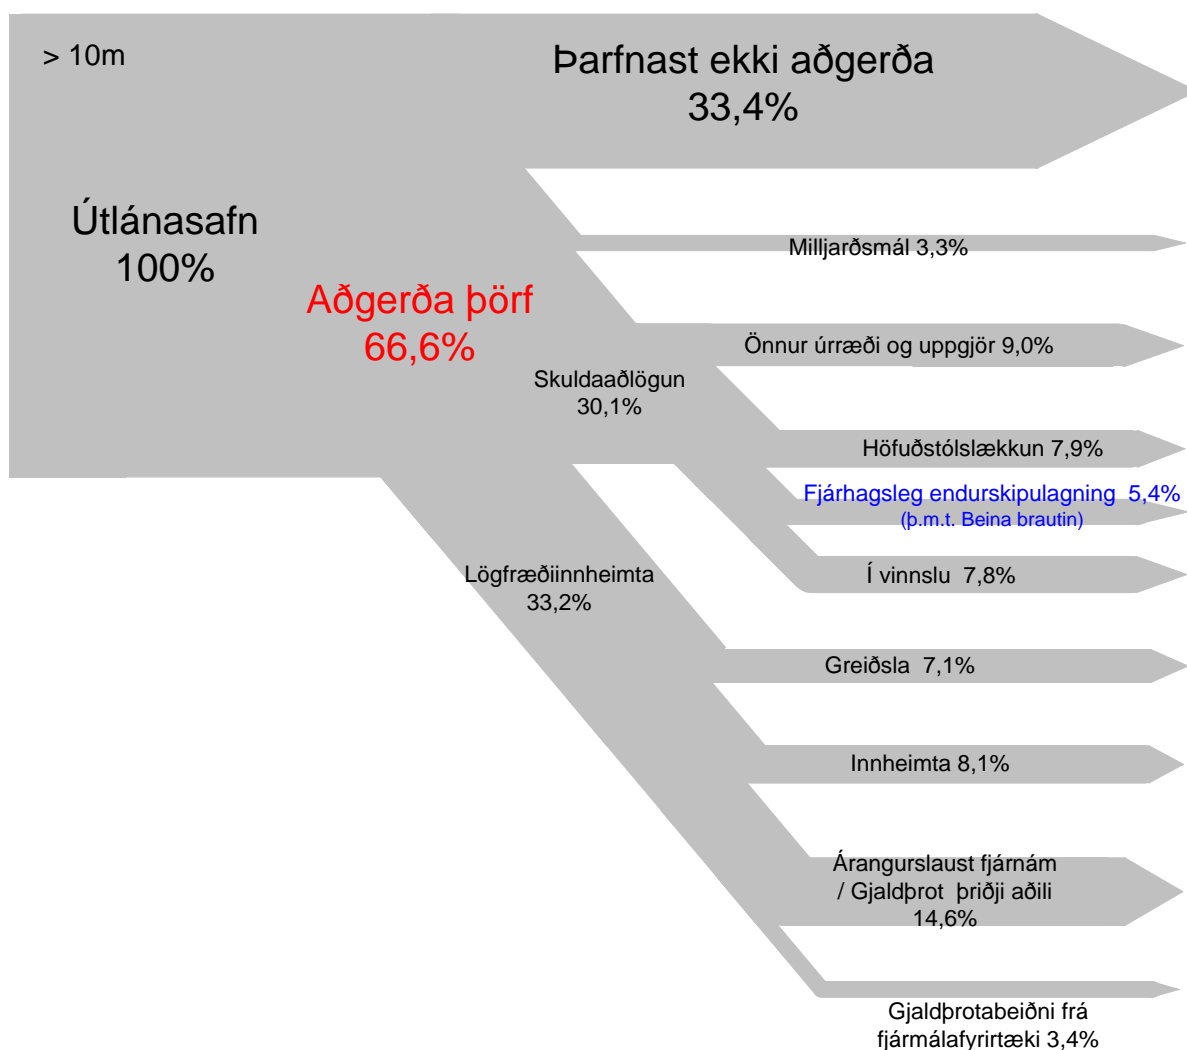 > 10m
Þarfnast ekki aðgerða
33,4%
Útlánasafn
100%
Aðgerða þörf
66,6%
Milljarðsmál 3,3%
Önnur úrræði og uppgjör 9,0%
Skuldaaðlögun
30,1%
Höfuðstólslækkun 7,9%
Fjárhagsleg endurskipulagning 5,4%
(þ.m.t. Beina brautin)
Í vinnslu 7,8%
Lögfræðiinnheimta
33,2%
Greiðsla 7,1%
Innheimta 8,1%
Árangurslaust fjárnám
/ Gjaldþrot þriðji aðili
14,6%
Gjaldþrotabeiðni frá
fjármálafyrirtæki 3,4%